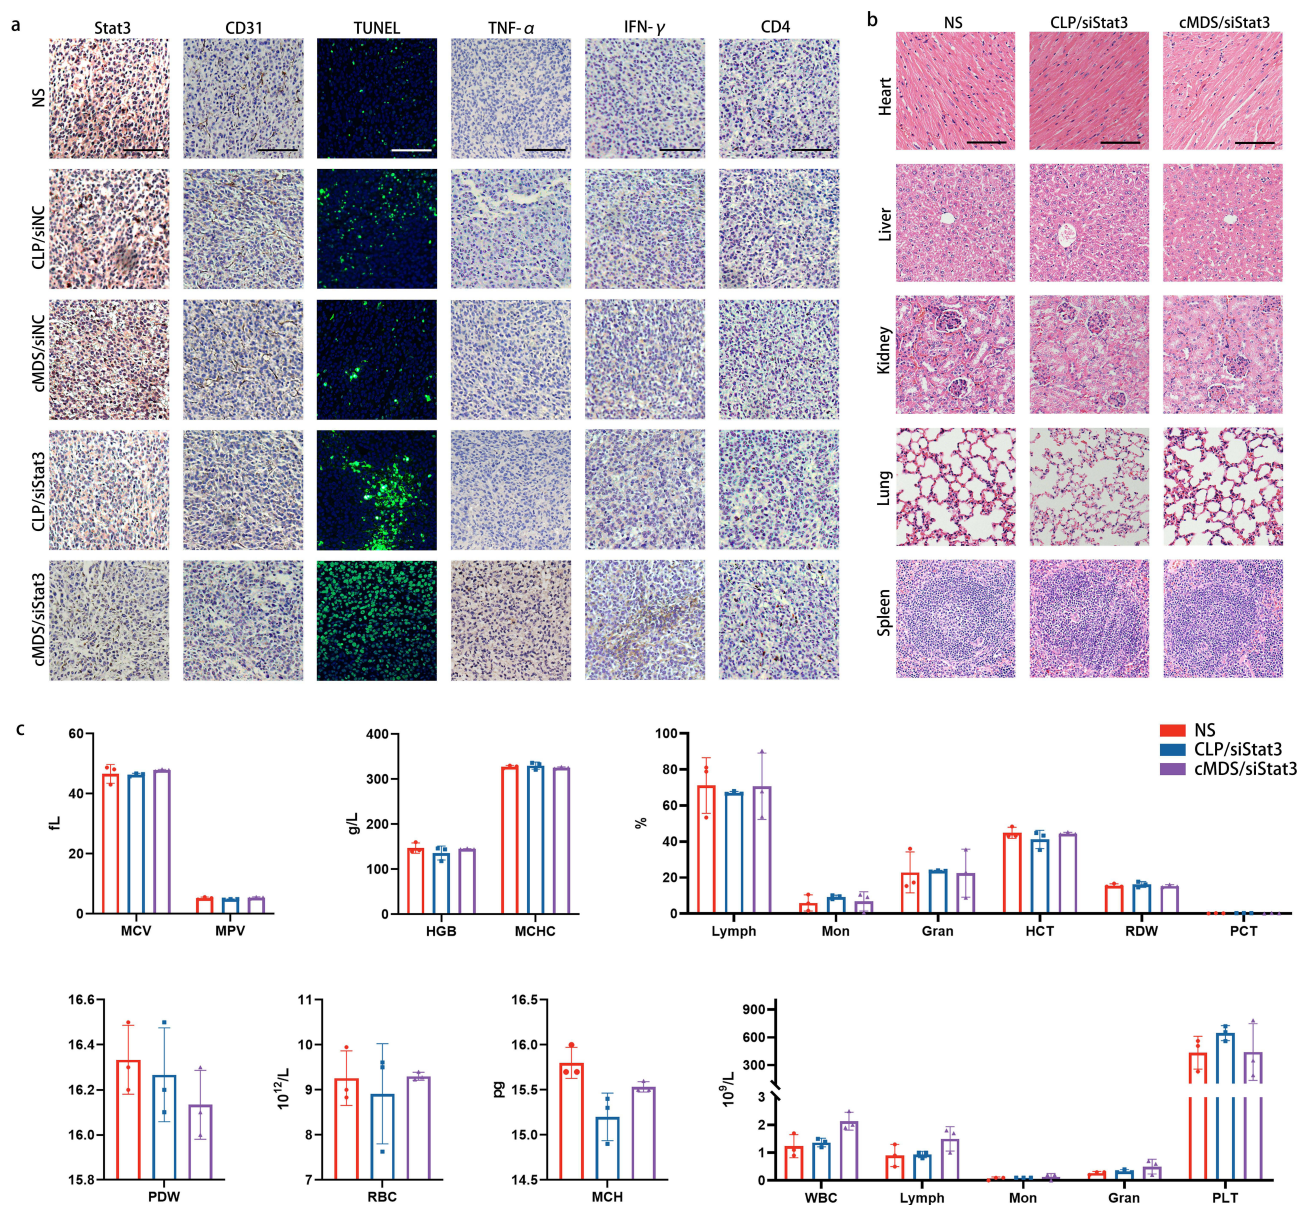 a
Stat3 CD31 TUNEL TNF-α IFN-γ CD4
NS
CLP/siNC
cMDS/siNC
CLP/siStat3
cMDS/siStat3
b
NS CLP/siStat3 cMDS/siStat3
Heart
Liver
Kidney
Lung
Spleen
c
NS
CLP/siStat3
cMDS/siStat3
fL
60
40
20
0
MCV MPV
g/L
400
300
200
100
0
HGB MCHC
%
100
80
60
40
20
0
Lymph Mon Gran HCT RDW PCT
16.6
16.4
16.2
16.0
15.8
PDW
10¹²/L
11
10
9
8
7
RBC
pg
16.5
16.0
15.5
15.0
14.5
MCH
10⁹/L
900
600
300
3
2
1
0
WBC Lymph Mon Gran PLT